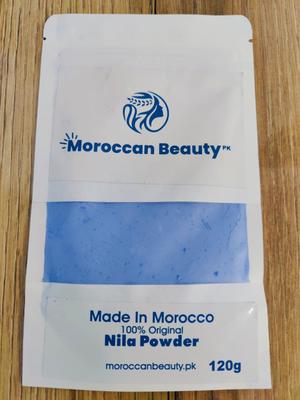 Moroccan Beauty PK
Made In Morocco
100% Original
Nila Powder
moroccanbeauty.pk 120g